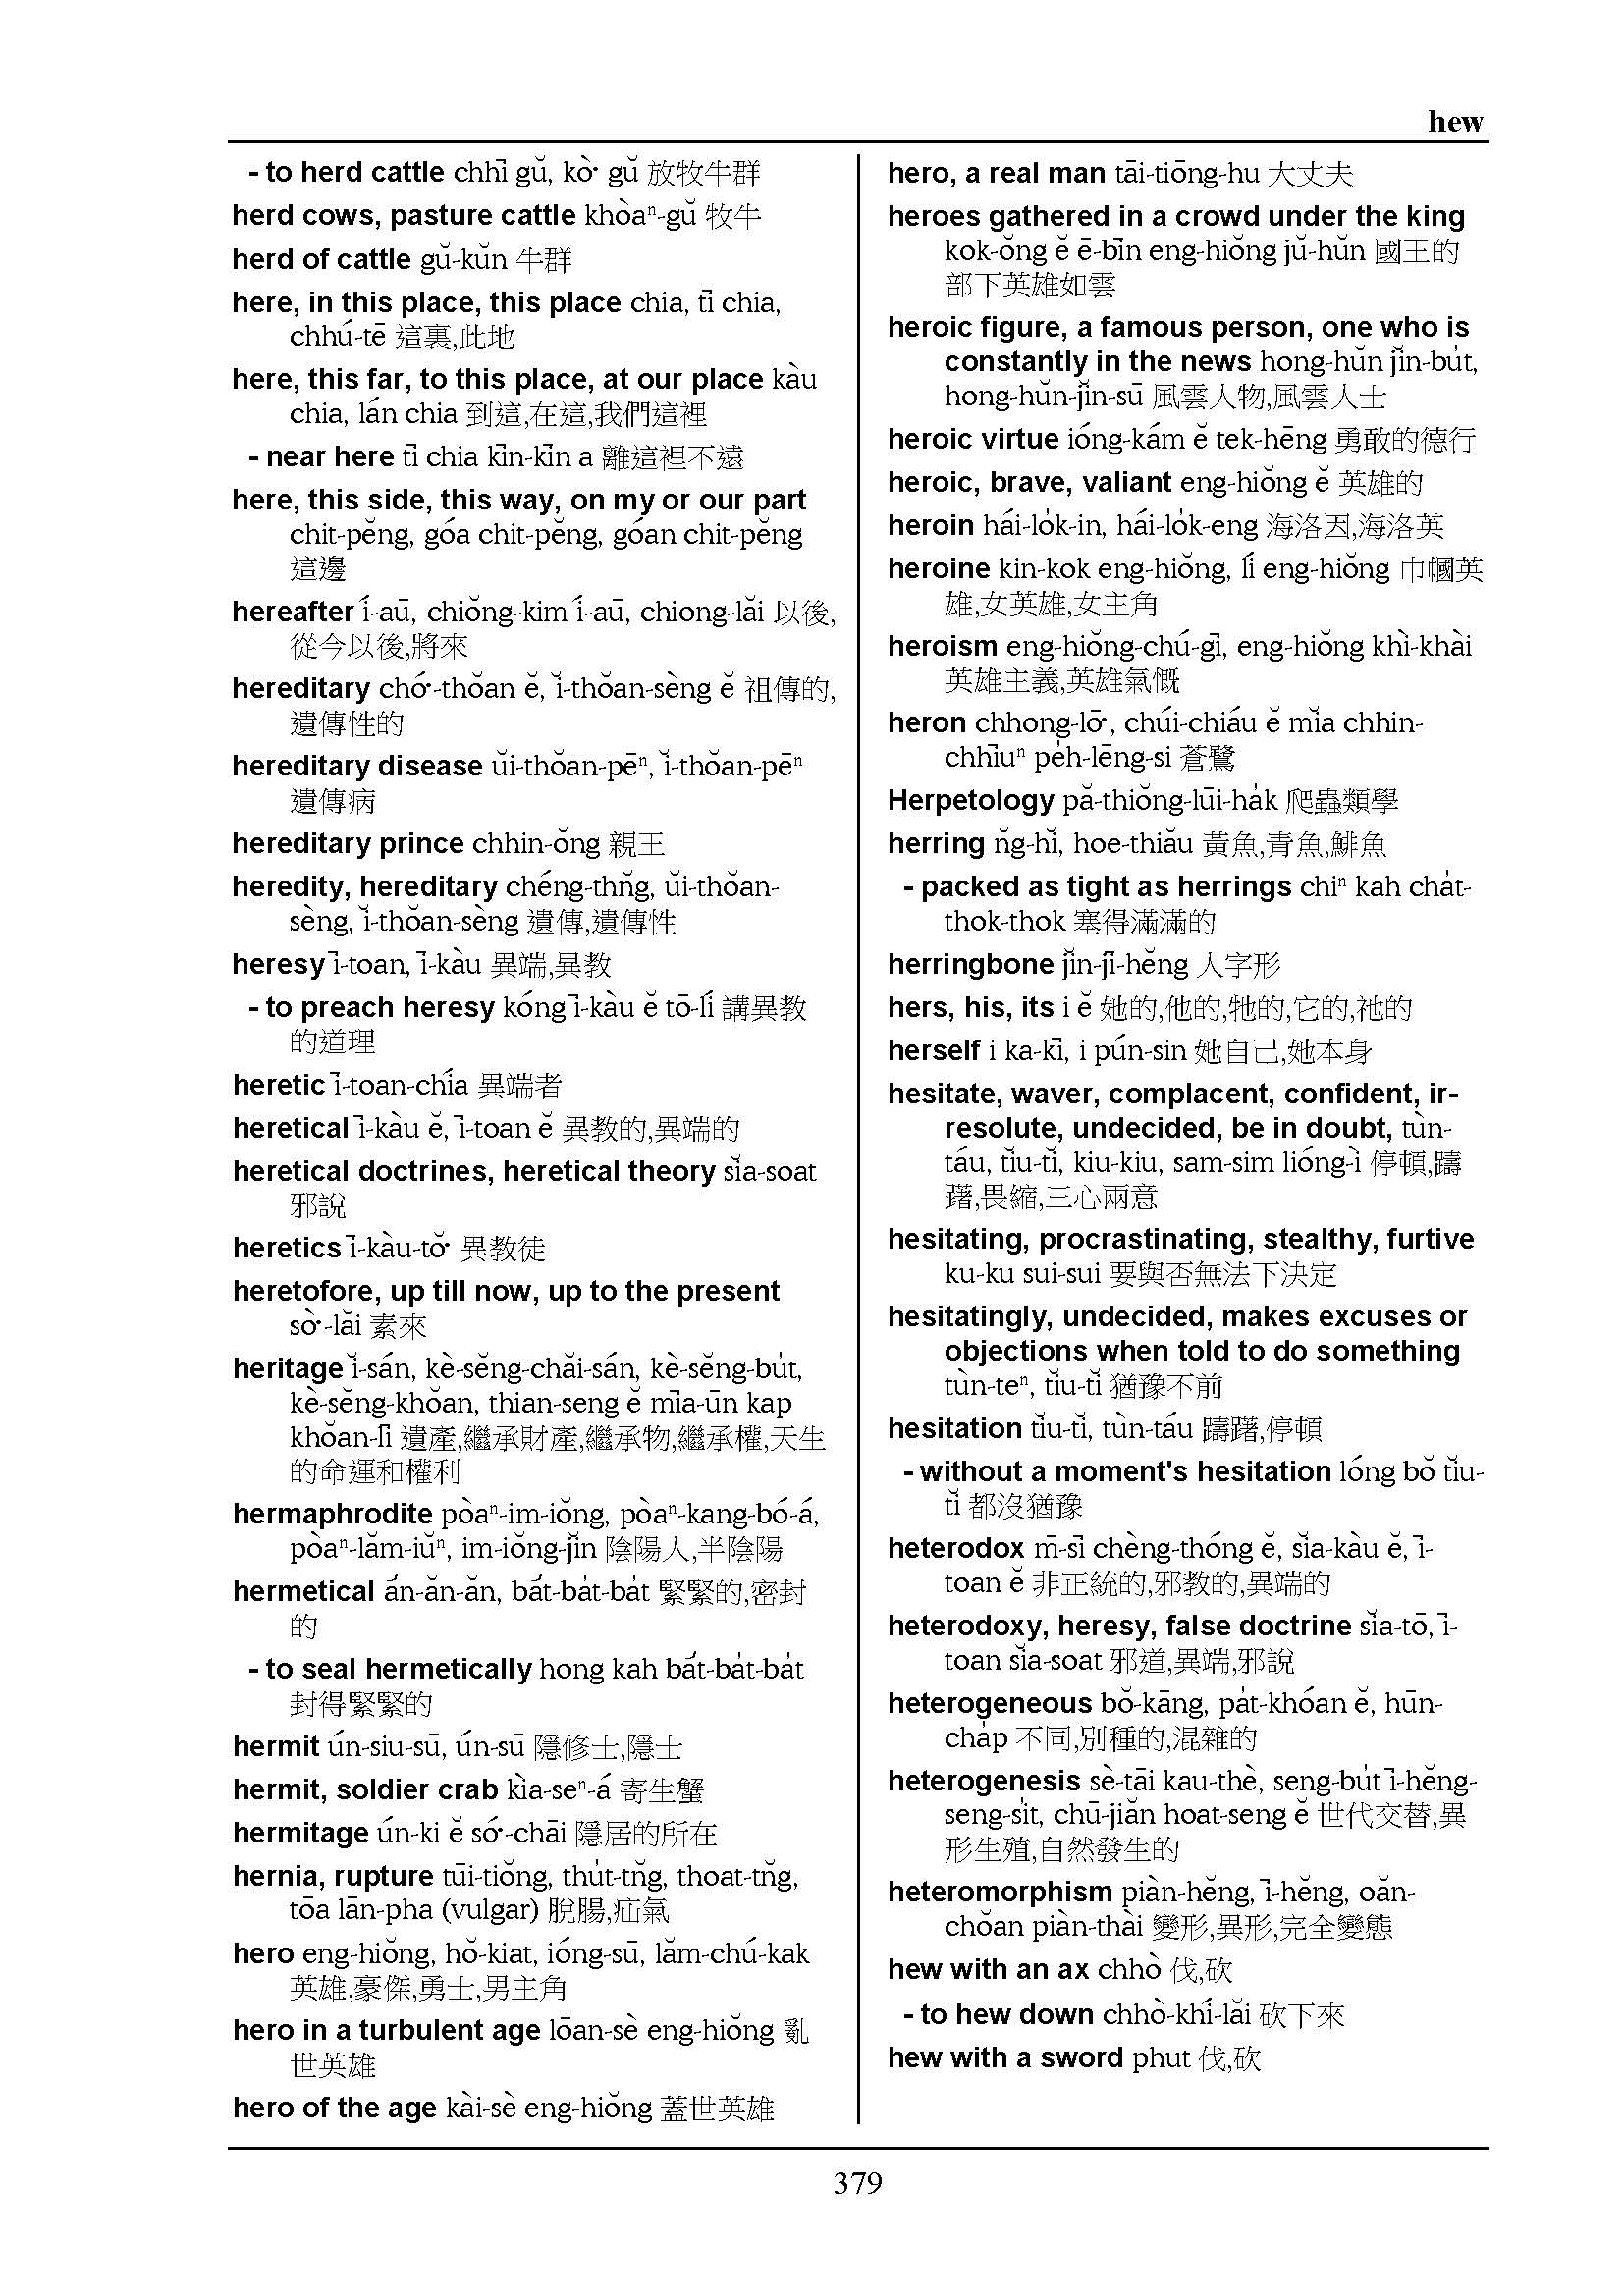 hew
- to herd cattle chhī gŭ, kò͘ gŭ 放牧牛群
herd cows, pasture cattle khòaⁿ-gŭ 牧牛
herd of cattle gŭ-kŭn 牛群
here, in this place, this place chia, tī chia,
chhú-tē 這裏,此地
here, this far, to this place, at our place kàu
chia, lán chia 到這,在這,我們這裡
- near here tī chia kīn-kīn a 離這裡不遠
here, this side, this way, on my or our part
chit-pĕng, góa chit-pĕng, góan chit-pĕng
這邊
hereafter í-aū, chiŏng-kim í-aū, chiong-lăi 以後,
從今以後,將來
hereditary chó͘-thŏan ĕ, ĭ-thŏan-sèng ĕ 祖傳的,
遺傳性的
hereditary disease ŭi-thŏan-pēⁿ, ĭ-thŏan-pēⁿ
遺傳病
hereditary prince chhin-ŏng 親王
heredity, hereditary chéng-thn̆g, ŭi-thŏan-
sèng, ĭ-thŏan-sèng 遺傳,遺傳性
heresy ī-toan, ī-kàu 異端,異教
- to preach heresy kóng ī-kàu ĕ tō-lí 講異教
的道理
heretic ī-toan-chía 異端者
heretical ī-kàu ĕ, ī-toan ĕ 異教的,異端的
heretical doctrines, heretical theory sĭa-soat
邪說
heretics ī-kàu-tŏ͘ 異教徒
heretofore, up till now, up to the present
sò͘-lăi 素來
heritage ĭ-sán, kè-sĕng-chăi-sán, kè-sĕng-bu̍t,
kè-sĕng-khŏan, thian-seng ĕ mīa-ūn kap
khŏan-lī 遺產,繼承財產,繼承物,繼承權,天生
的命運和權利
hermaphrodite pòaⁿ-im-iŏng, pòaⁿ-kang-bó-á,
pòaⁿ-lăm-iŭⁿ, im-iŏng-jĭn 陰陽人,半陰陽
hermetical án-ăn-ăn, bát-ba̍t-ba̍t 緊緊的,密封
的
- to seal hermetically hong kah bát-ba̍t-ba̍t
封得緊緊的
hermit ún-siu-sū, ún-sū 隱修士,隱士
hermit, soldier crab kìa-seⁿ-á 寄生蟹
hermitage ún-ki ĕ só͘-chāi 隱居的所在
hernia, rupture tūi-tiŏng, thu̍t-tn̆g, thoat-tn̆g,
tōa lān-pha (vulgar) 脫腸,疝氣
hero eng-hiŏng, hŏ-kiat, ióng-sū, lăm-chú-kak
英雄,豪傑,勇士,男主角
hero in a turbulent age lōan-sè eng-hiŏng 亂
世英雄
hero of the age kài-sè eng-hiŏng 蓋世英雄
hero, a real man tāi-tiōng-hu 大丈夫
heroes gathered in a crowd under the king
kok-ŏng ĕ ē-bīn eng-hiŏng jŭ-hŭn 國王的
部下英雄如雲
heroic figure, a famous person, one who is
constantly in the news hong-hŭn jĭn-bu̍t,
hong-hŭn-jĭn-sū 風雲人物,風雲人士
heroic virtue ióng-kám ĕ tek-hēng 勇敢的德行
heroic, brave, valiant eng-hiŏng ĕ 英雄的
heroin hái-lo̍k-in, hái-lo̍k-eng 海洛因,海洛英
heroine kin-kok eng-hiŏng, lí eng-hiŏng 巾幗英
雄,女英雄,女主角
heroism eng-hiŏng-chú-gī, eng-hiŏng khì-khài
英雄主義,英雄氣慨
heron chhong-lō͘, chúi-chiáu ĕ mĭa chhin-
chhīuⁿ pe̍h-lēng-si 蒼鷺
Herpetology pă-thiŏng-lūi-ha̍k 爬蟲類學
herring n̆g-hĭ, hoe-thiău 黃魚,青魚,鯡魚
- packed as tight as herrings chiⁿ kah cha̍t-
thok-thok 塞得滿滿的
herringbone jĭn-jī-hĕng 人字形
hers, his, its i ĕ 她的,他的,牠的,它的,祂的
herself i ka-kī, i pún-sin 她自己,她本身
hesitate, waver, complacent, confident, ir-
resolute, undecided, be in doubt, tùn-
táu, tĭu-tĭ, kiu-kiu, sam-sim lióng-ì 停頓,躊
躇,畏縮,三心兩意
hesitating, procrastinating, stealthy, furtive
ku-ku sui-sui 要與否無法下決定
hesitatingly, undecided, makes excuses or
objections when told to do something
tùn-teⁿ, tĭu-tĭ 猶豫不前
hesitation tĭu-tĭ, tùn-táu 躊躇,停頓
- without a moment's hesitation lóng bŏ tĭu-
tĭ 都沒猶豫
heterodox m̄-sī chèng-thóng ĕ, sĭa-kàu ĕ, ī-
toan ĕ 非正統的,邪教的,異端的
heterodoxy, heresy, false doctrine sĭa-tō, ī-
toan sĭa-soat 邪道,異端,邪說
heterogeneous bŏ-kāng, pa̍t-khóan ĕ, hūn-
cha̍p 不同,別種的,混雜的
heterogenesis sè-tāi kau-thè, seng-bu̍t ī-hĕng-
seng-si̍t, chū-jiăn hoat-seng ĕ 世代交替,異
形生殖,自然發生的
heteromorphism piàn-hĕng, ī-hĕng, oăn-
chŏan piàn-thài 變形,異形,完全變態
hew with an ax chhò 伐,砍
- to hew down chhò-khí-lăi 砍下來
hew with a sword phut 伐,砍
379